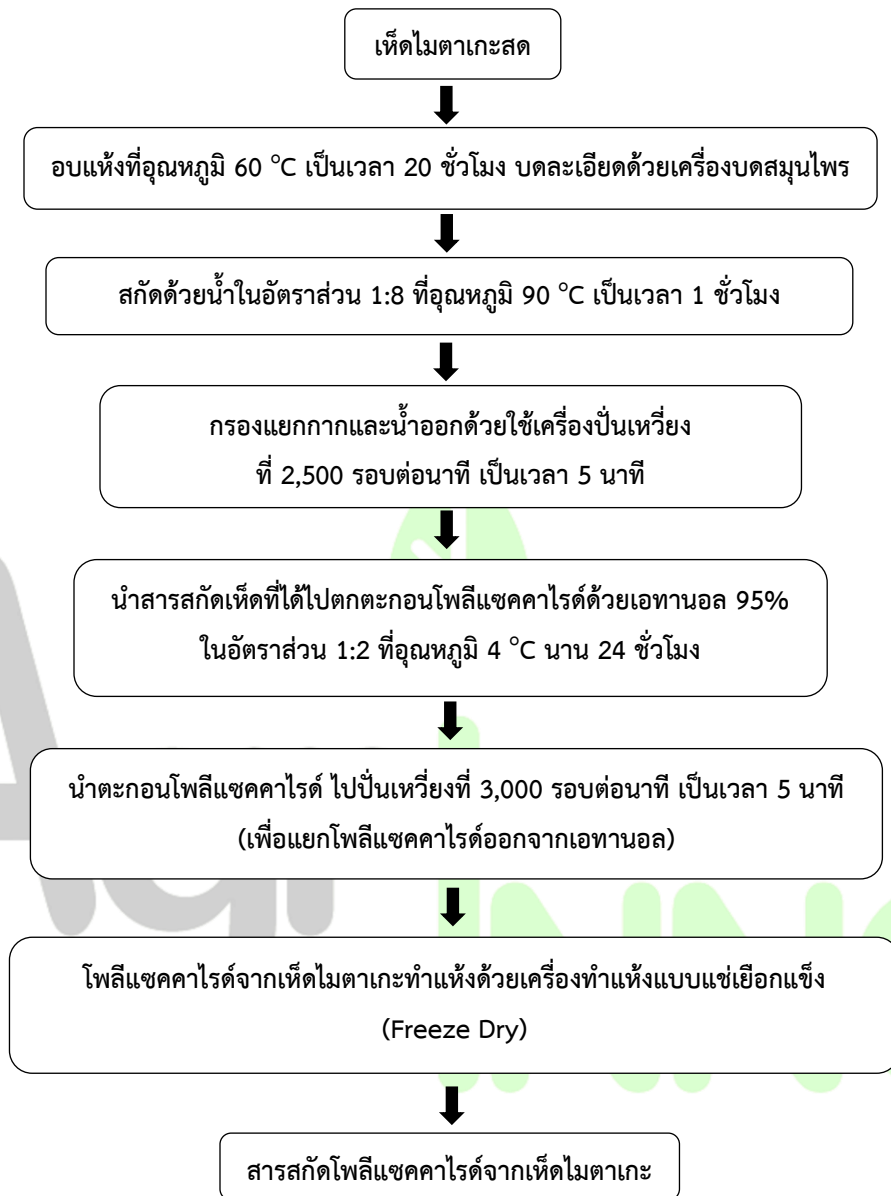 เห็ดไมตาเกะสด
อบแห้งที่อุณหภูมิ 60 °C เป็นเวลา 20 ชั่วโมง บดละเอียดด้วยเครื่องบดสมุนไพร
สกัดด้วยน้ำในอัตราส่วน 1:8 ที่อุณหภูมิ 90 °C เป็นเวลา 1 ชั่วโมง
กรองแยกกากและน้ำออกด้วยใช้เครื่องปั่นเหวี่ยง
ที่ 2,500 รอบต่อนาที เป็นเวลา 5 นาที
นำสารสกัดเห็ดที่ได้ไปตกตะกอนโพลีแซคคาไรด์ด้วยเอทานอล 95%
ในอัตราส่วน 1:2 ที่อุณหภูมิ 4 °C นาน 24 ชั่วโมง
นำตะกอนโพลีแซคคาไรด์ ไปปั่นเหวี่ยงที่ 3,000 รอบต่อนาที เป็นเวลา 5 นาที
(เพื่อแยกโพลีแซคคาไรด์ออกจากเอทานอล)
โพลีแซคคาไรด์จากเห็ดไมตาเกะทำแห้งด้วยเครื่องทำแห้งแบบแช่เยือกแข็ง
(Freeze Dry)
สารสกัดโพลีแซคคาไรด์จากเห็ดไมตาเกะ